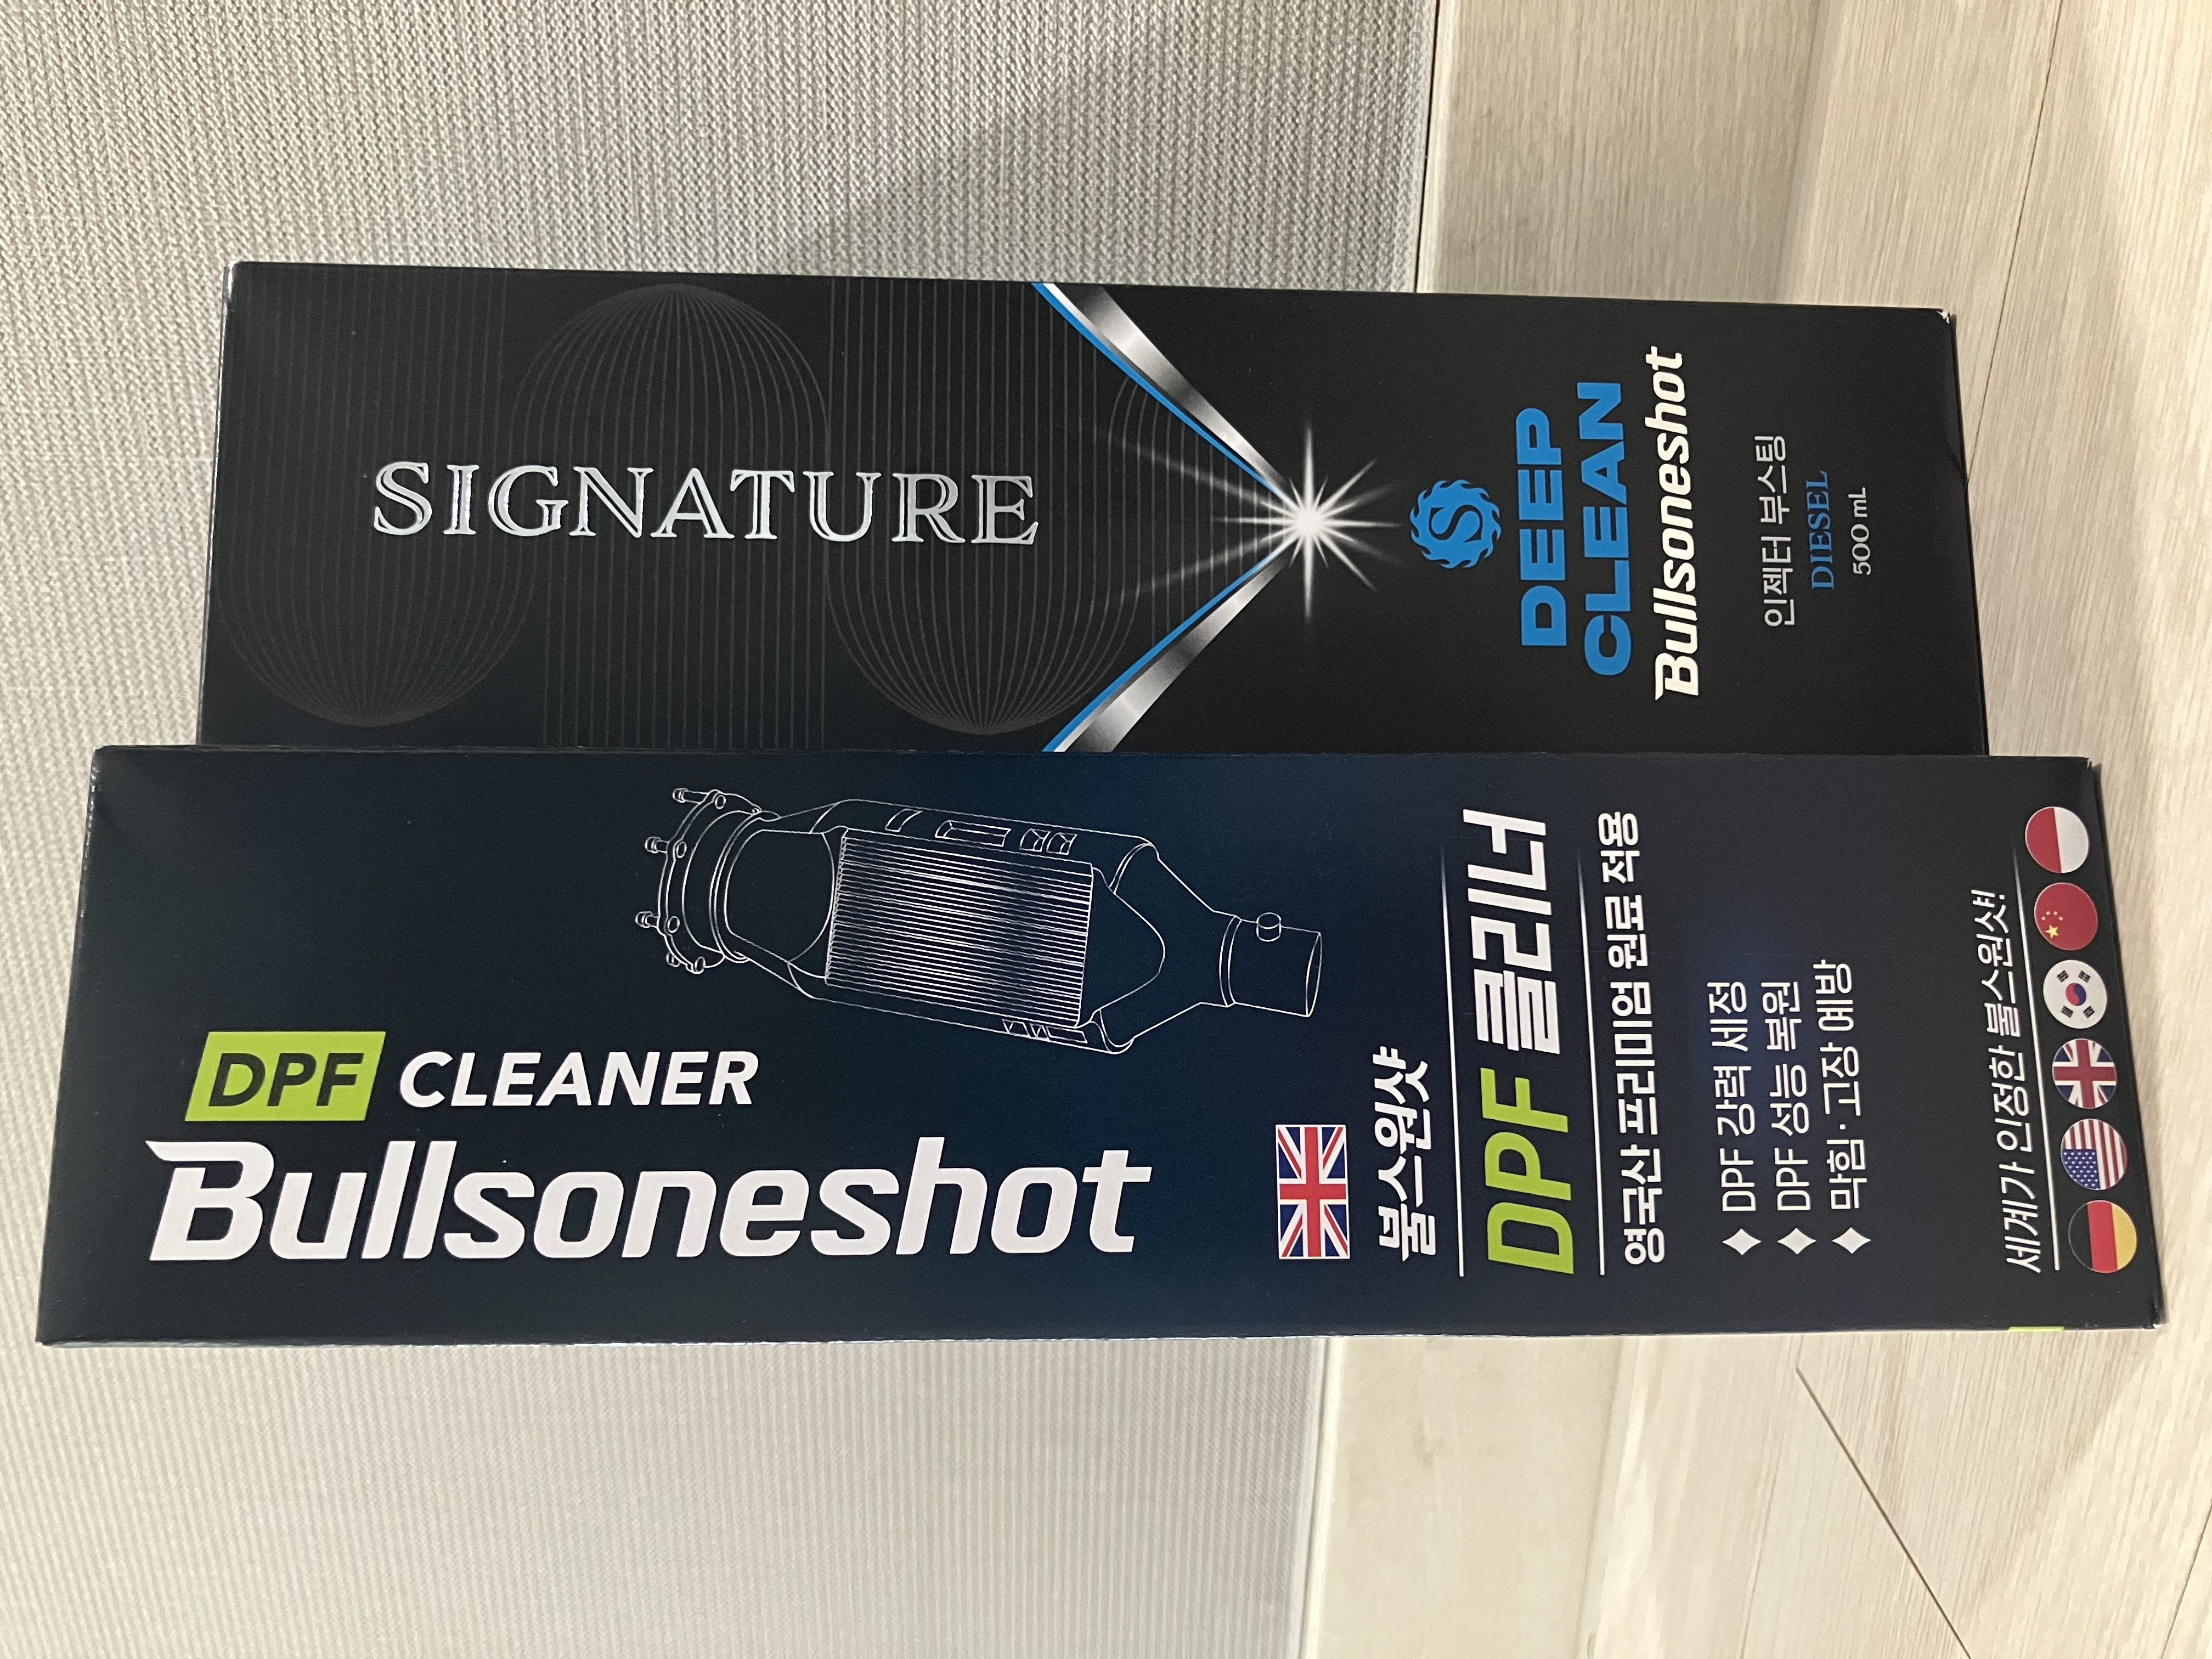 DPF CLEANER
Bullsoneshot
불스원샷
DPF 클리너
영국산 프리미엄 원료 적용
DPF 강력 세정
DPF 성능 복원
막힘·고장 예방
세계가 인정한 불스원샷!
SIGNATURE
DEEP
CLEAN
Bullsoneshot
인젝터 부스팅
DIESEL
500 mL